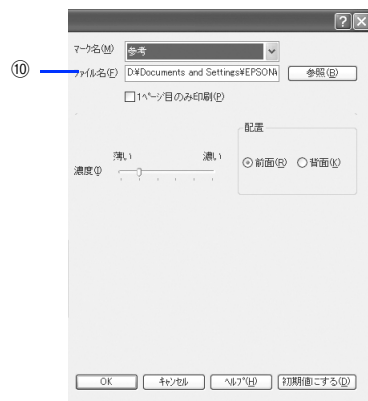 マーク名(M) 参考
⑩ ファイル名(F) D¥Documents and Settings¥EPSON¥ 参照(B)
1ページ目のみ印刷(P)
配置
薄い 濃い
濃度(I) 前面(R) 背面(K)
OK キャンセル ヘルプ(H) 初期値にする(D)